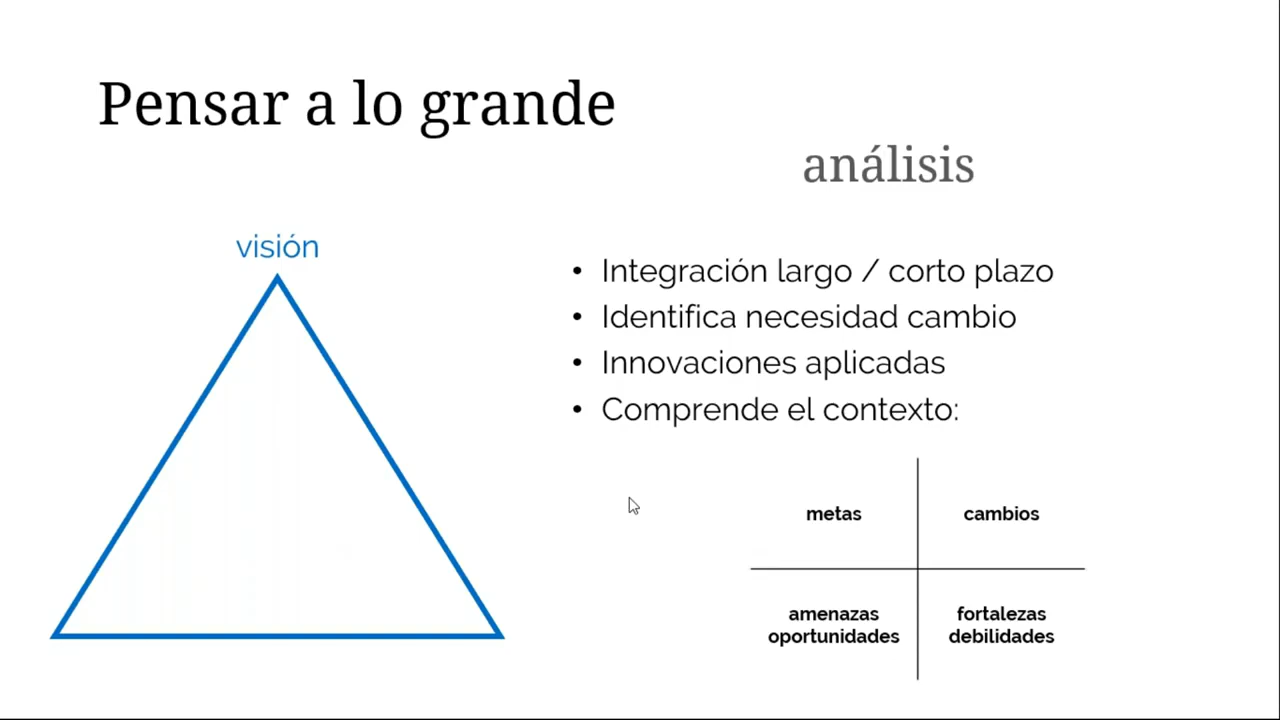 Pensar a lo grande
análisis
visión
• Integración largo / corto plazo
• Identifica necesidad cambio
• Innovaciones aplicadas
• Comprende el contexto:
metas
cambios
amenazas
oportunidades
fortalezas
debilidades